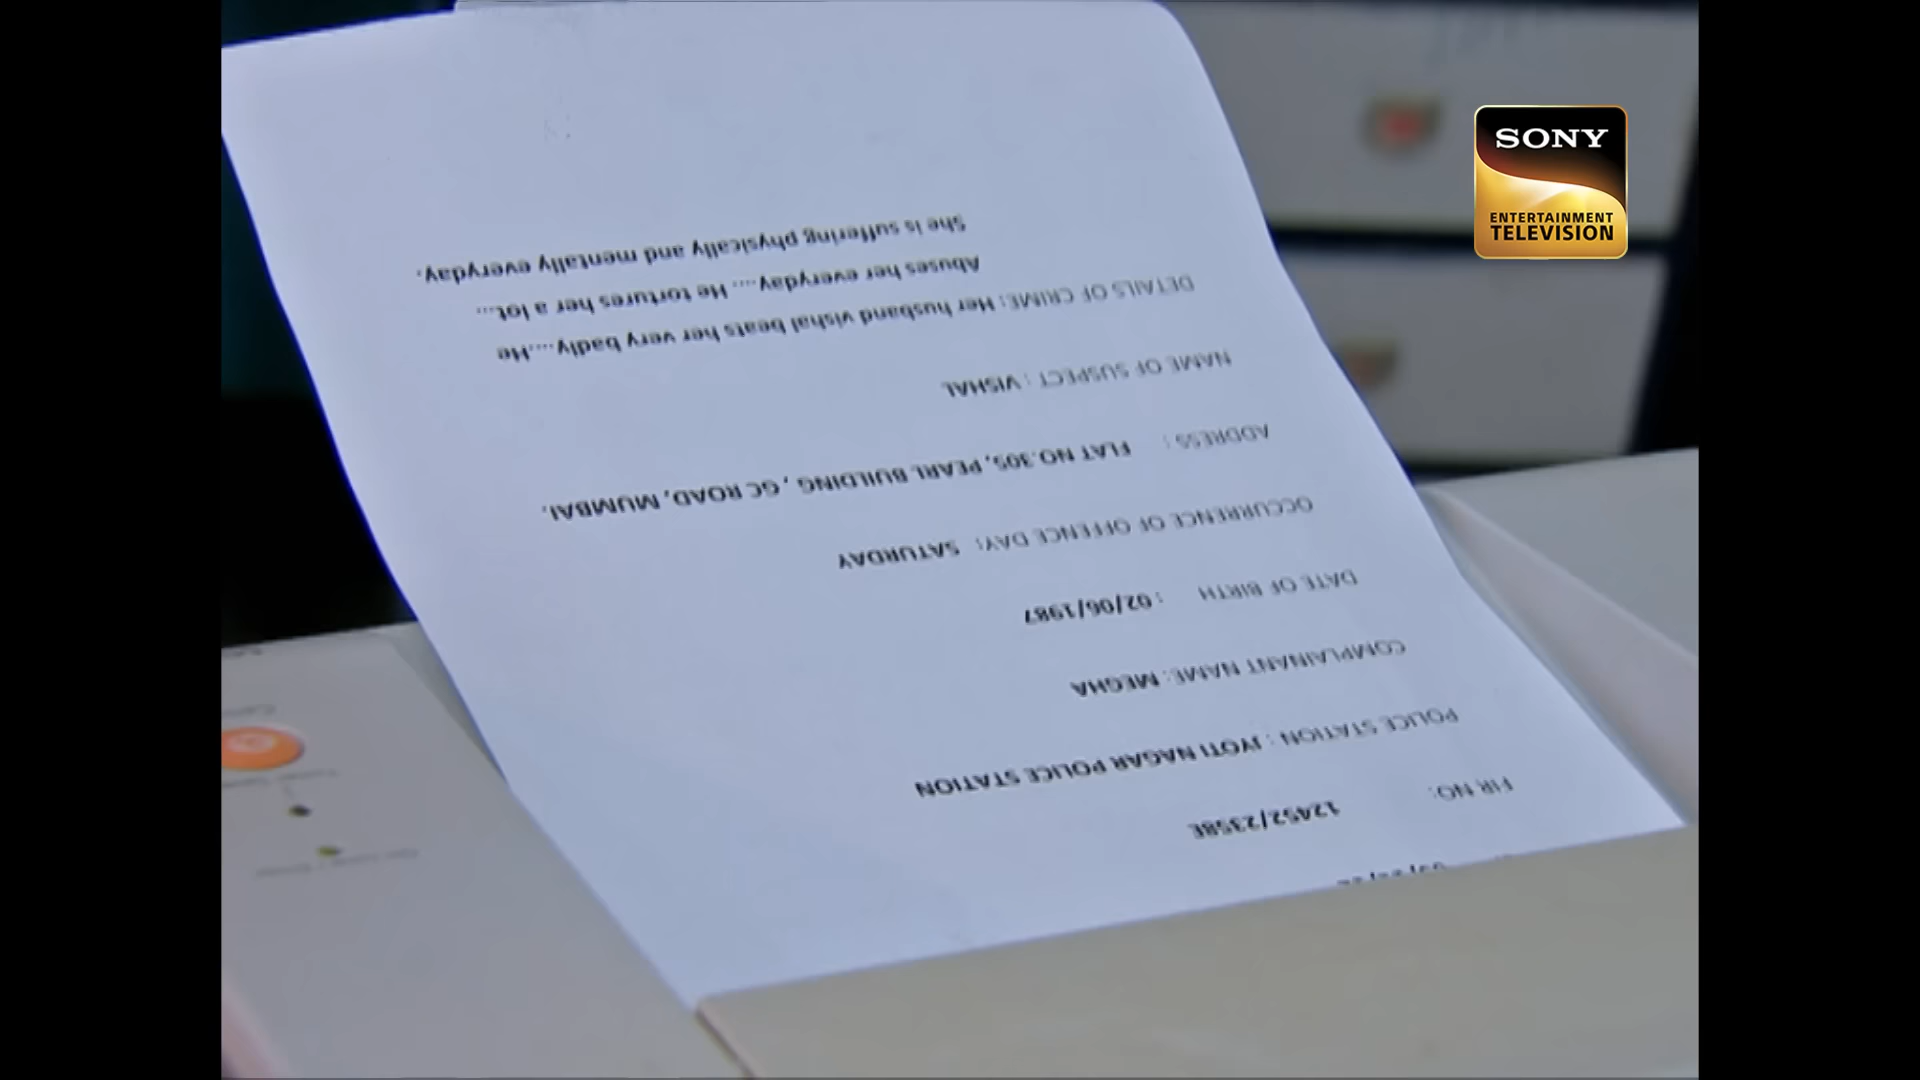 SONY
ENTERTAINMENT
TELEVISION
FIR NO: 12452/2358E
POLICE STATION : JYOTI NAGAR POLICE STATION
COMPLAINANT NAME: MEGHA
DATE OF BIRTH : 02/06/1987
OCCURRENCE OF OFFENCE DAY: SATURDAY
ADDRESS : FLAT NO.305, PEARL BUILDING , GC ROAD, MUMBAI.
NAME OF SUSPECT : VISHAL
DETAILS OF CRIME: Her husband vishal beats her very badly....He
Abuses her everyday.... He tortures her a lot...
She is suffering physically and mentally everyday.